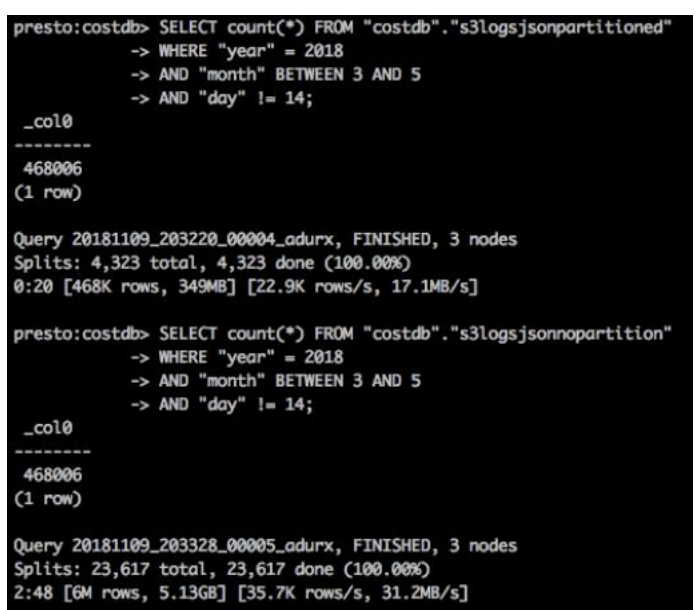 presto:costdb> SELECT count(*) FROM "costdb"."s3logsjsonpartitioned"
-> WHERE "year" = 2018
-> AND "month" BETWEEN 3 AND 5
-> AND "day" != 14;
_col0
--------
468006
(1 row)
Query 20181109_203220_00004_adurx, FINISHED, 3 nodes
Splits: 4,323 total, 4,323 done (100.00%)
0:20 [468K rows, 349MB] [22.9K rows/s, 17.1MB/s]
presto:costdb> SELECT count(*) FROM "costdb"."s3logsjsonnopartition"
-> WHERE "year" = 2018
-> AND "month" BETWEEN 3 AND 5
-> AND "day" != 14;
_col0
--------
468006
(1 row)
Query 20181109_203328_00005_adurx, FINISHED, 3 nodes
Splits: 23,617 total, 23,617 done (100.00%)
2:48 [6M rows, 5.13GB] [35.7K rows/s, 31.2MB/s]